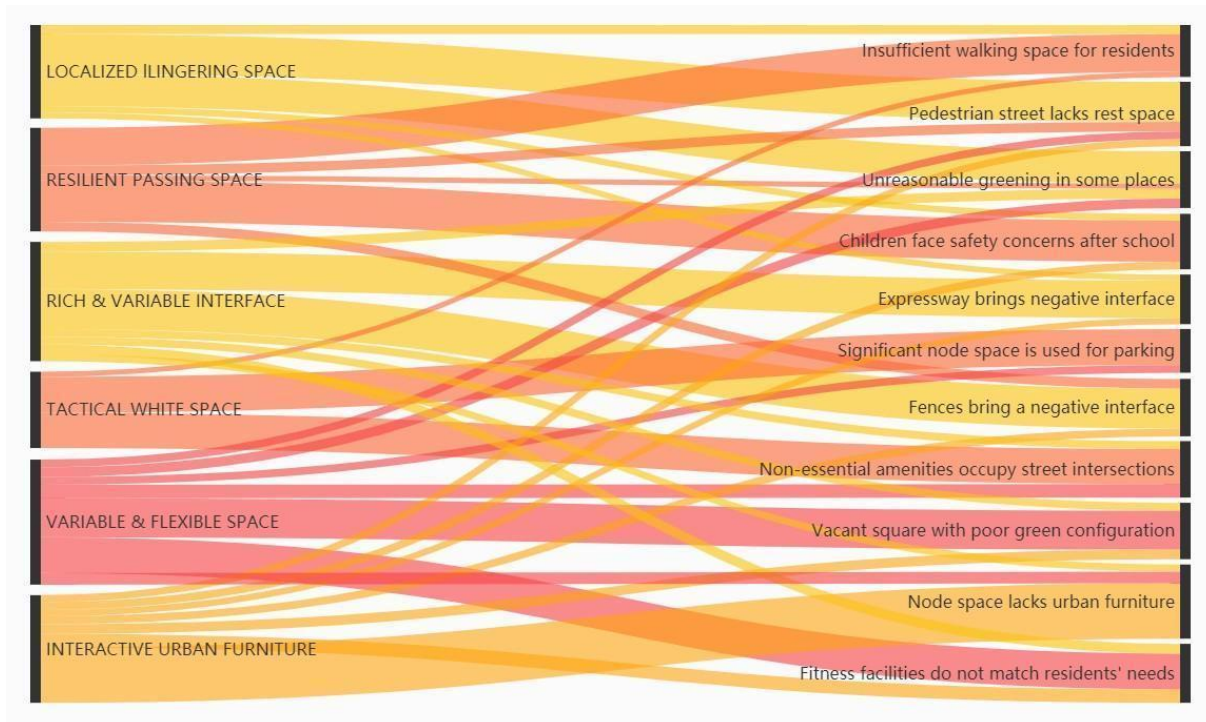 LOCALIZED lLINGERING SPACE
RESILIENT PASSING SPACE
RICH & VARIABLE INTERFACE
TACTICAL WHITE SPACE
VARIABLE & FLEXIBLE SPACE
INTERACTIVE URBAN FURNITURE
Insufficient walking space for residents
Pedestrian street lacks rest space
Unreasonable greening in some places
Children face safety concerns after school
Expressway brings negative interface
Significant node space is used for parking
Fences bring a negative interface
Non-essential amenities occupy street intersections
Vacant square with poor green configuration
Node space lacks urban furniture
Fitness facilities do not match residents' needs